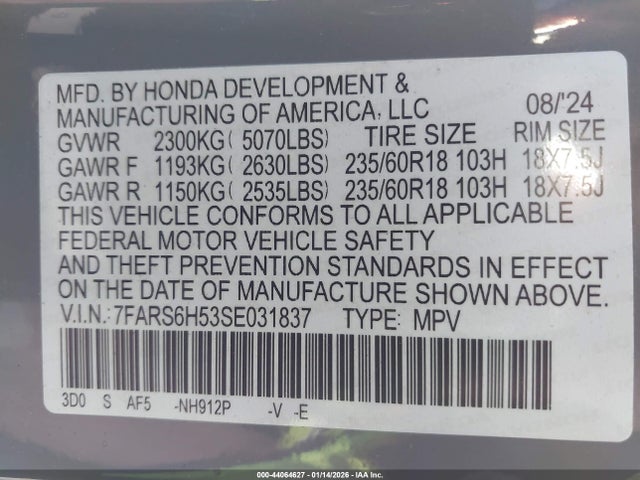 MFD. BY HONDA DEVELOPMENT &
MANUFACTURING OF AMERICA, LLC 08/'24
GVWR 2300KG( 5070LBS) TIRE SIZE RIM SIZE
GAWR F 1193KG( 2630LBS) 235/60R18 103H 18X7.5J
GAWR R 1150KG( 2535LBS) 235/60R18 103H 18X7.5J
THIS VEHICLE CONFORMS TO ALL APPLICABLE
FEDERAL MOTOR VEHICLE SAFETY
AND THEFT PREVENTION STANDARDS IN EFFECT
ON THE DATE OF MANUFACTURE SHOWN ABOVE.
V.I.N.:7FARS6H53SE031837 TYPE: MPV
3D0 S AF5 -NH912P -V -E
000-44064627 - 01/14/2026 - IAAI.COM